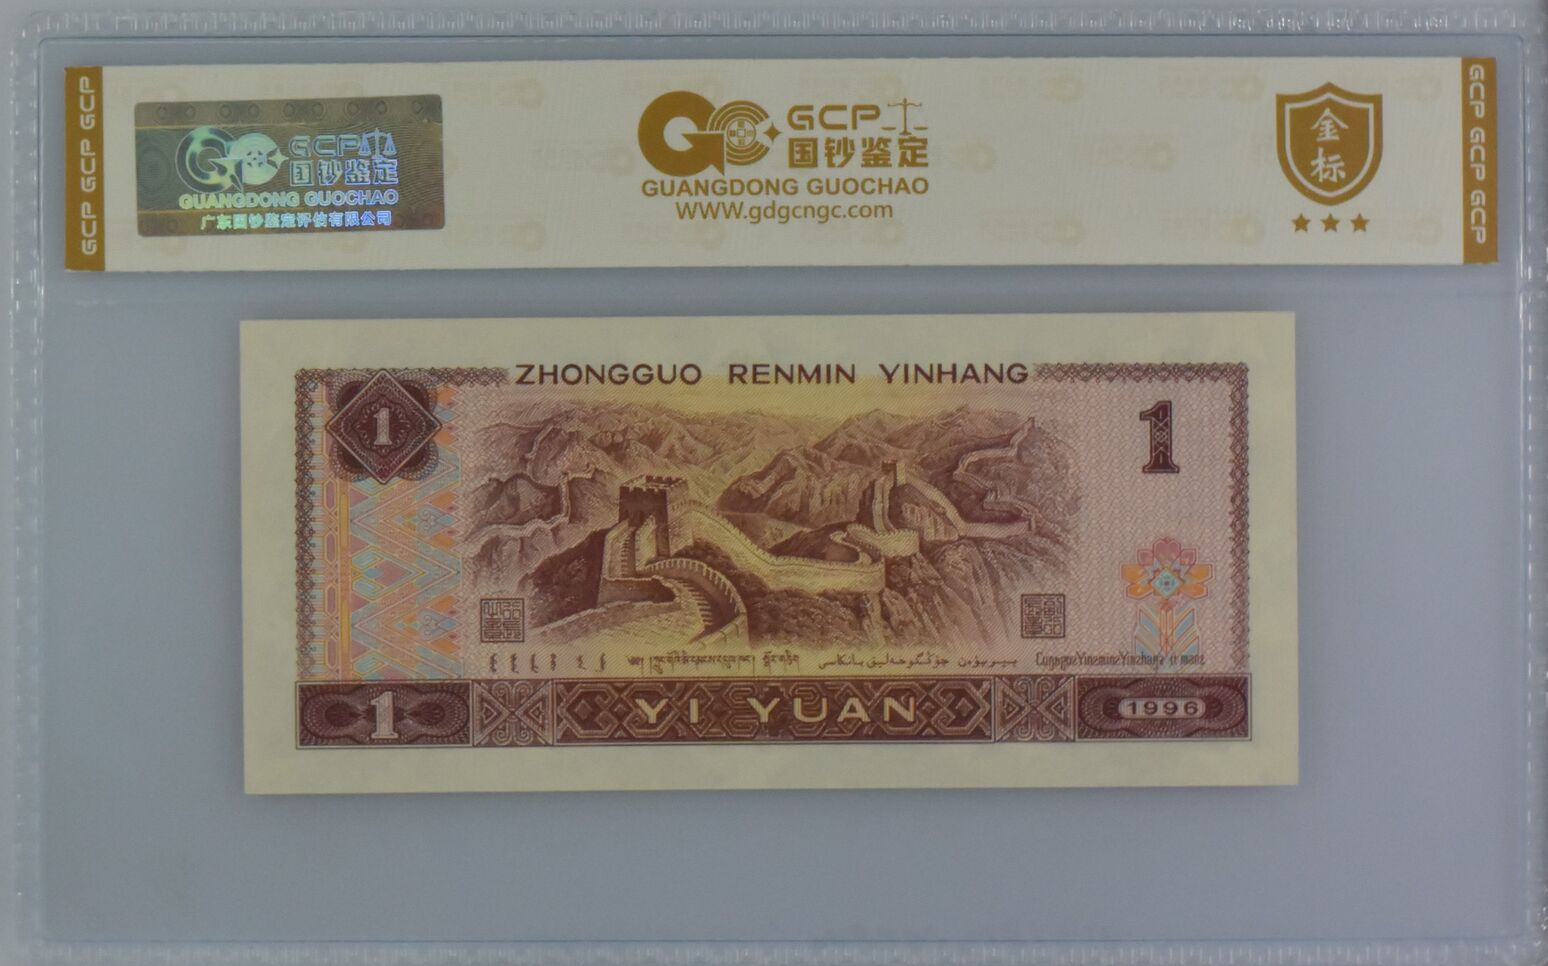 GCP GCP GCP
GCP
国钞鉴定
GUANGDONG GUOCHAO
广东国钞鉴定评估有限公司
GCP
国钞鉴定
GUANGDONG GUOCHAO
WWW.gdgcngc.com
金标
GCP GCP GCP
ZHONGGUO RENMIN YINHANG
1
1
1
YI YUAN
1996